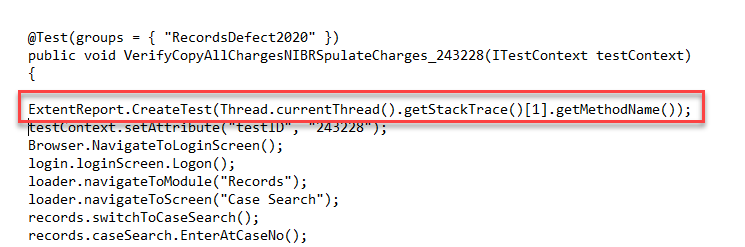 @Test(groups = { "RecordsDefect2020" })
public void VerifyCopyAllChargesNIBRSpulateCharges_243228(ITestContext testContext)
{
ExtentReport.CreateTest(Thread.currentThread().getStackTrace()[1].getMethodName());
testContext.setAttribute("testID", "243228");
Browser.NavigateToLoginScreen();
login.loginScreen.Logon();
loader.navigateToModule("Records");
loader.navigateToScreen("Case Search");
records.switchToCaseSearch();
records.caseSearch.EnterAtCaseNo();